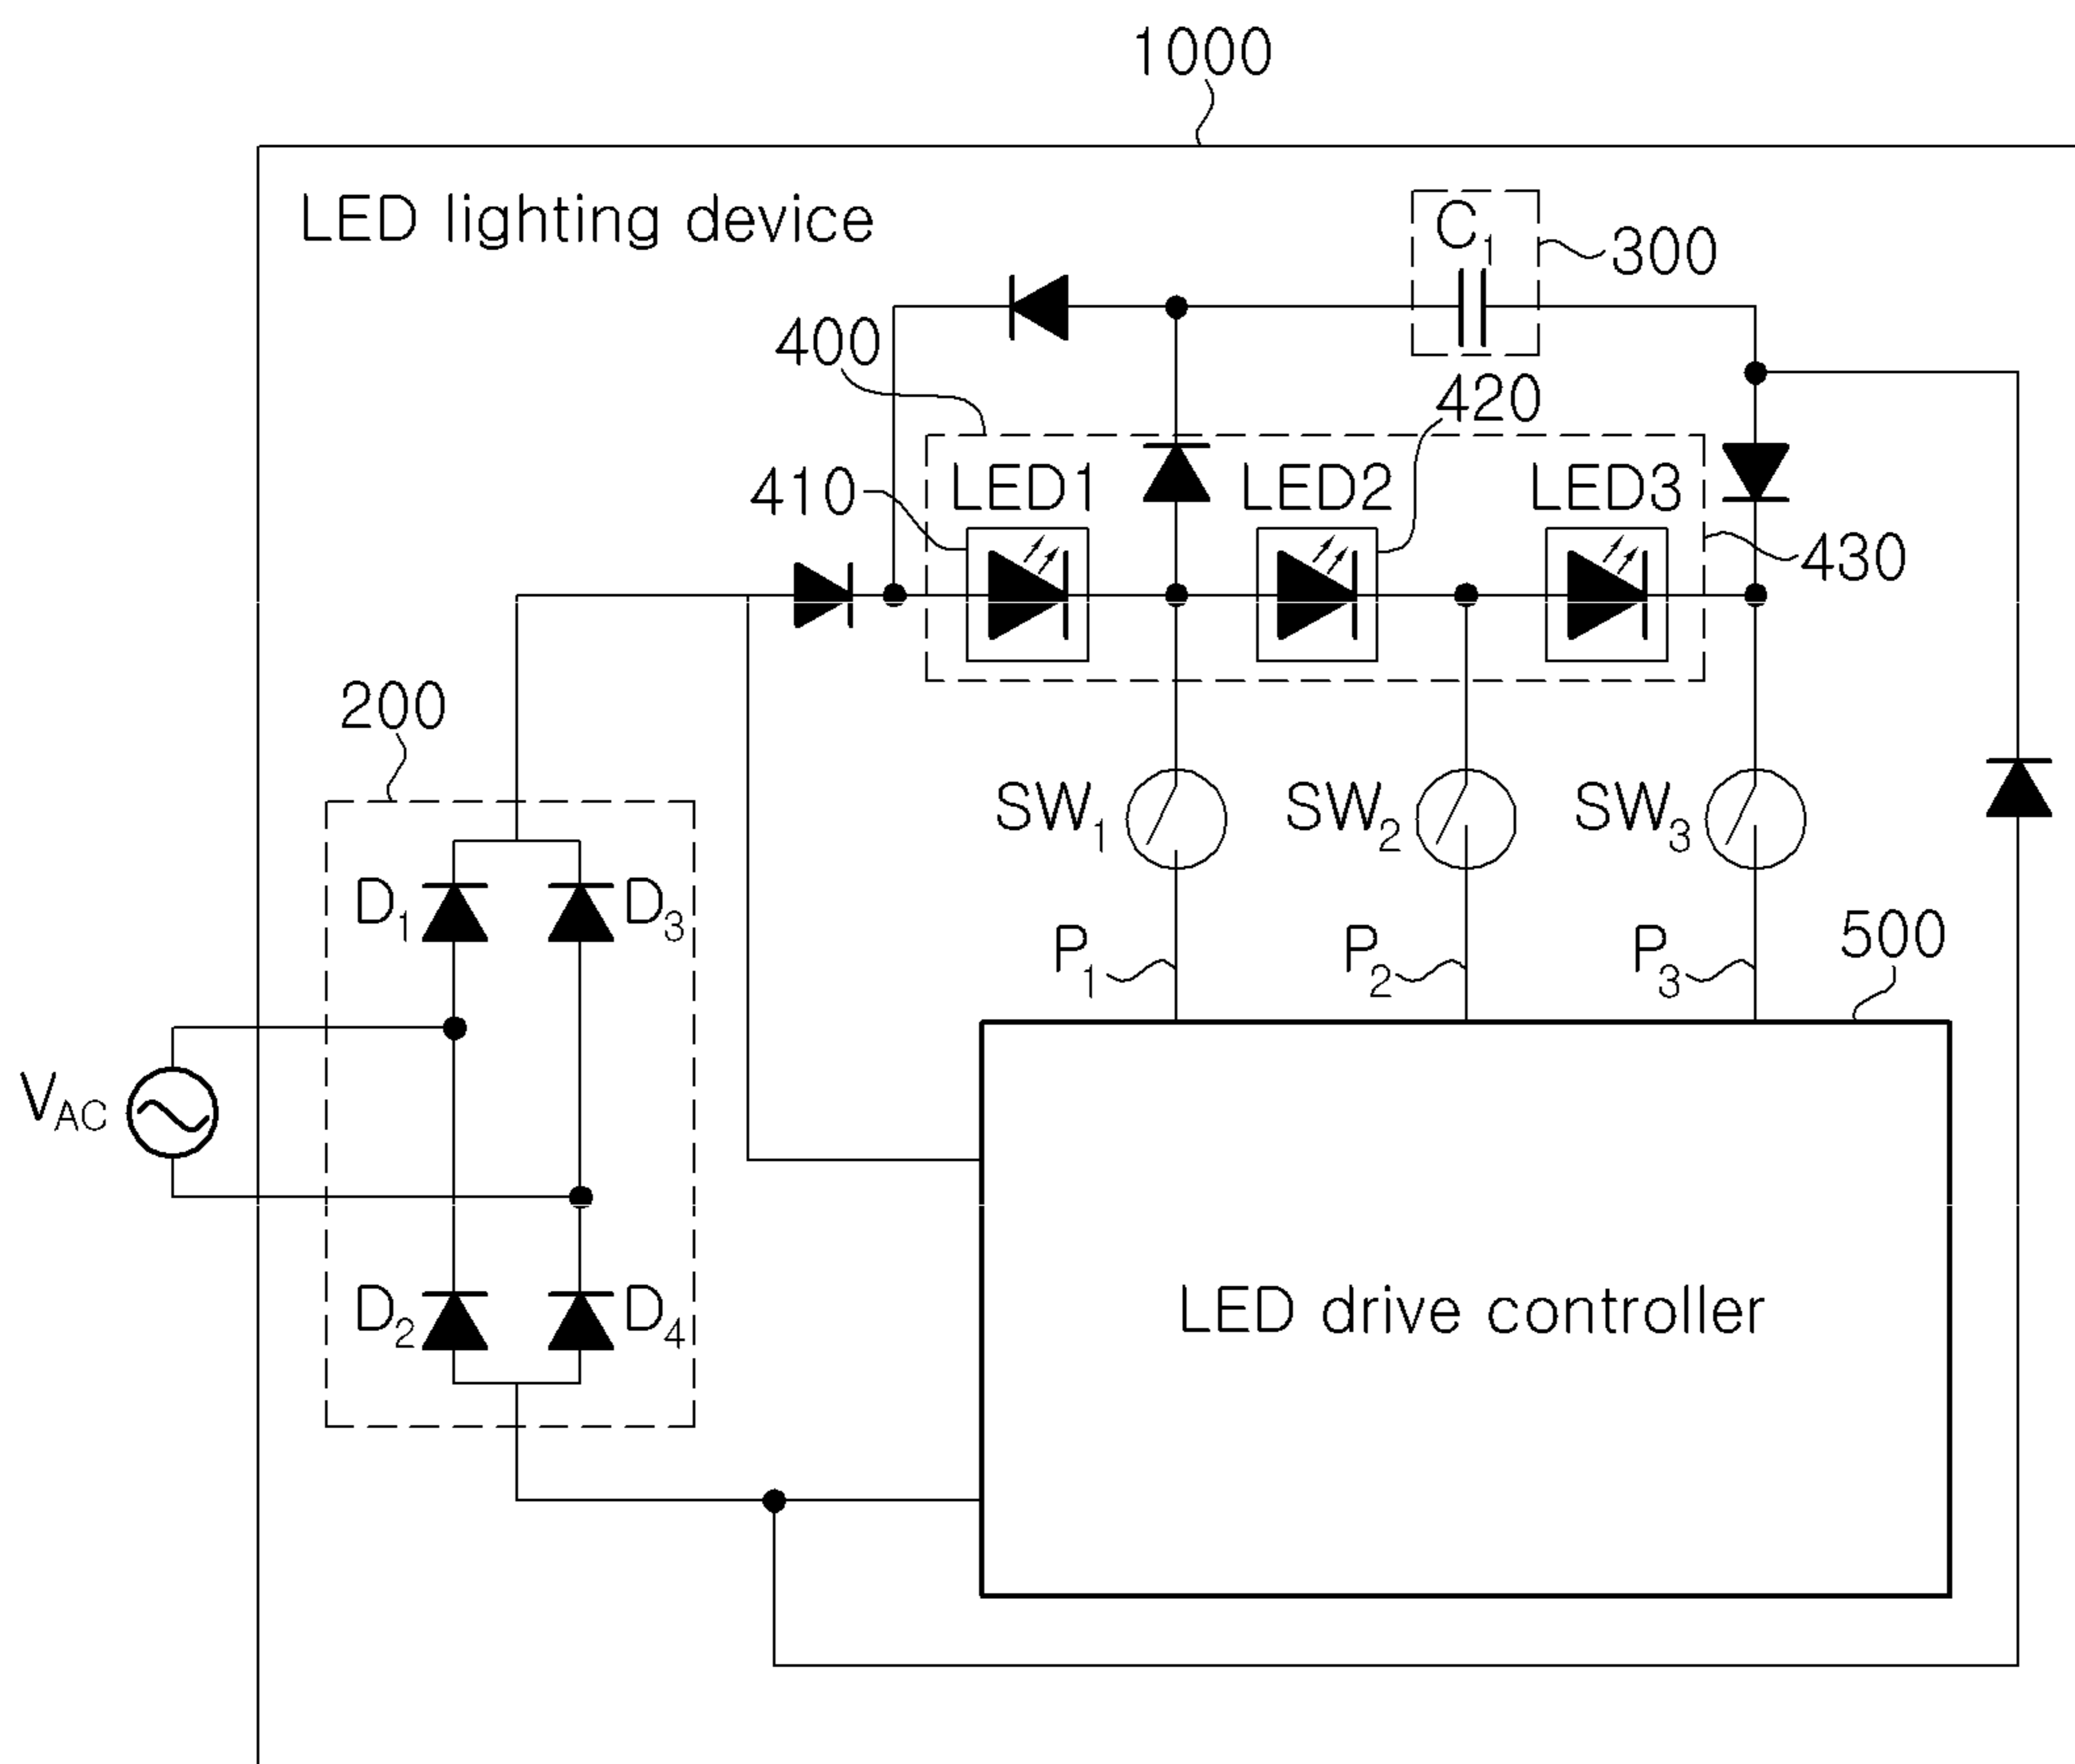 1000
LED lighting device
C1
300
400
420
410
LED1
LED2
LED3
430
200
SW1
SW2
SW3
D1
D3
P1
P2
P3
500
VAC
D2
D4
LED drive controller